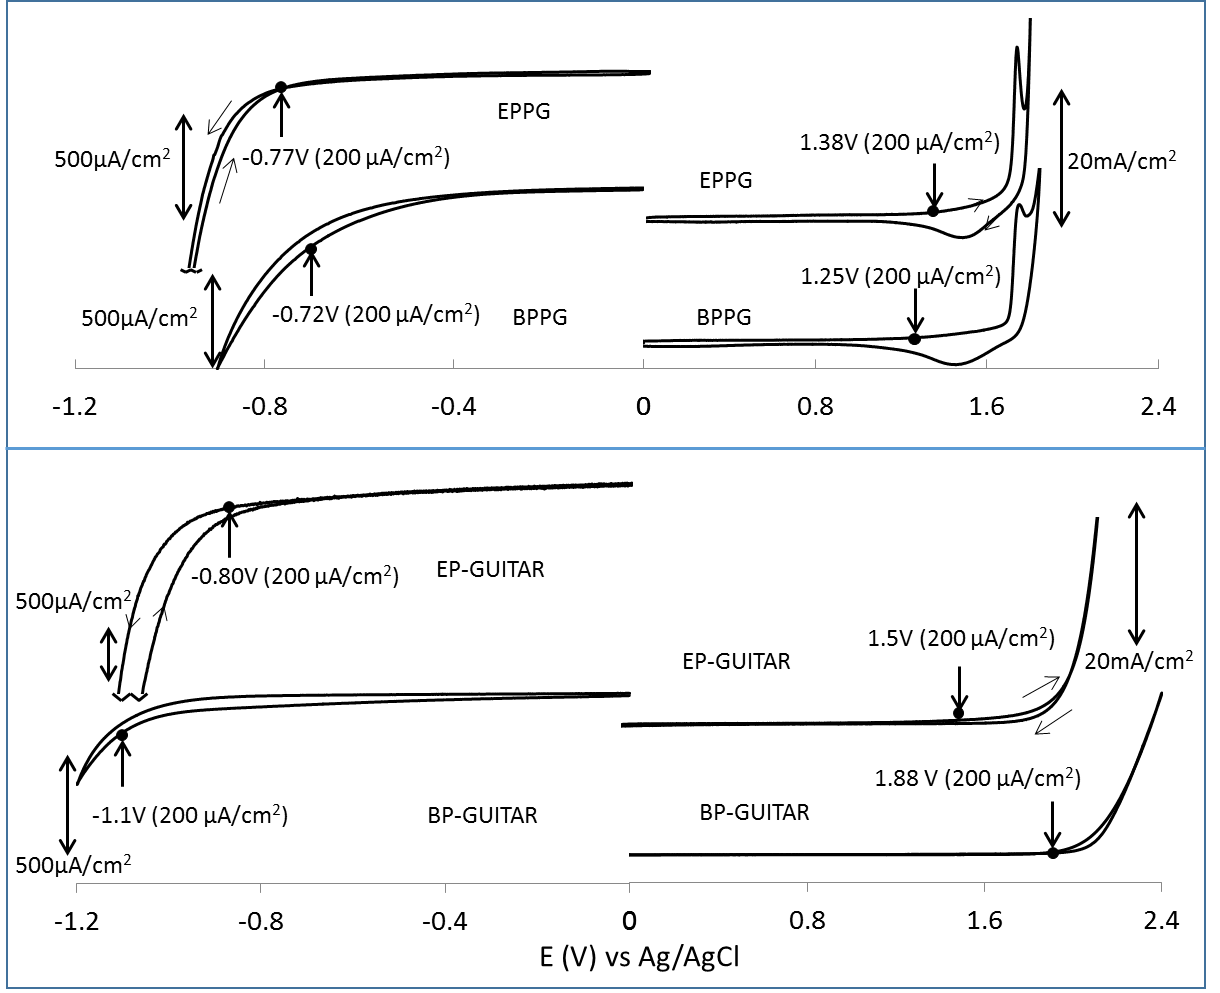 EPPG
1.38V (200 µA/cm2)
500µA/cm2
-0.77V (200 µA/cm2)
20mA/cm2
EPPG
1.25V (200 µA/cm2)
500µA/cm2
-0.72V (200 µA/cm2)
BPPG
BPPG
-1.2
-0.8
-0.4
0
0.8
1.6
2.4
-0.80V (200 µA/cm2)
EP-GUITAR
500µA/cm2
1.5V (200 µA/cm2)
EP-GUITAR
20mA/cm2
1.88 V (200 µA/cm2)
-1.1V (200 µA/cm2)
BP-GUITAR
BP-GUITAR
500µA/cm2
-1.2
-0.8
-0.4
0
0.8
1.6
2.4
E (V) vs Ag/AgCl